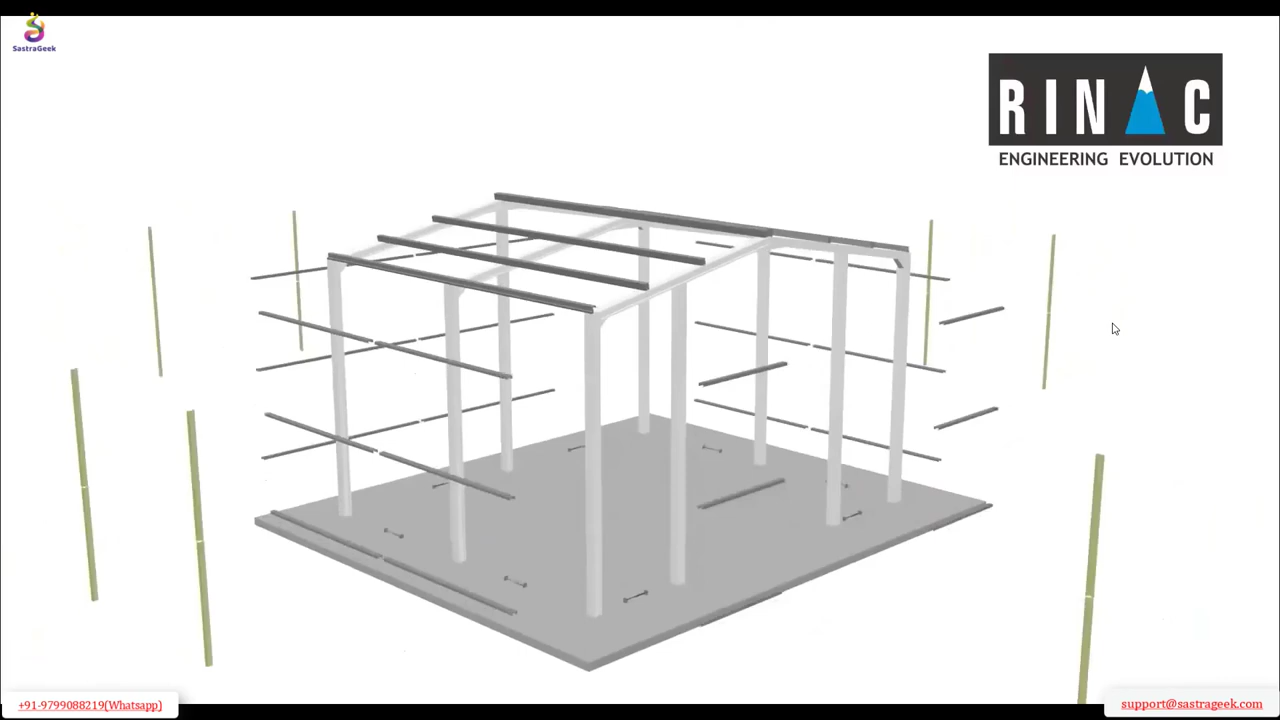 SastraGeek
RINAC
ENGINEERING EVOLUTION
+91-9799088219(Whatsapp)
support@sastrageek.com